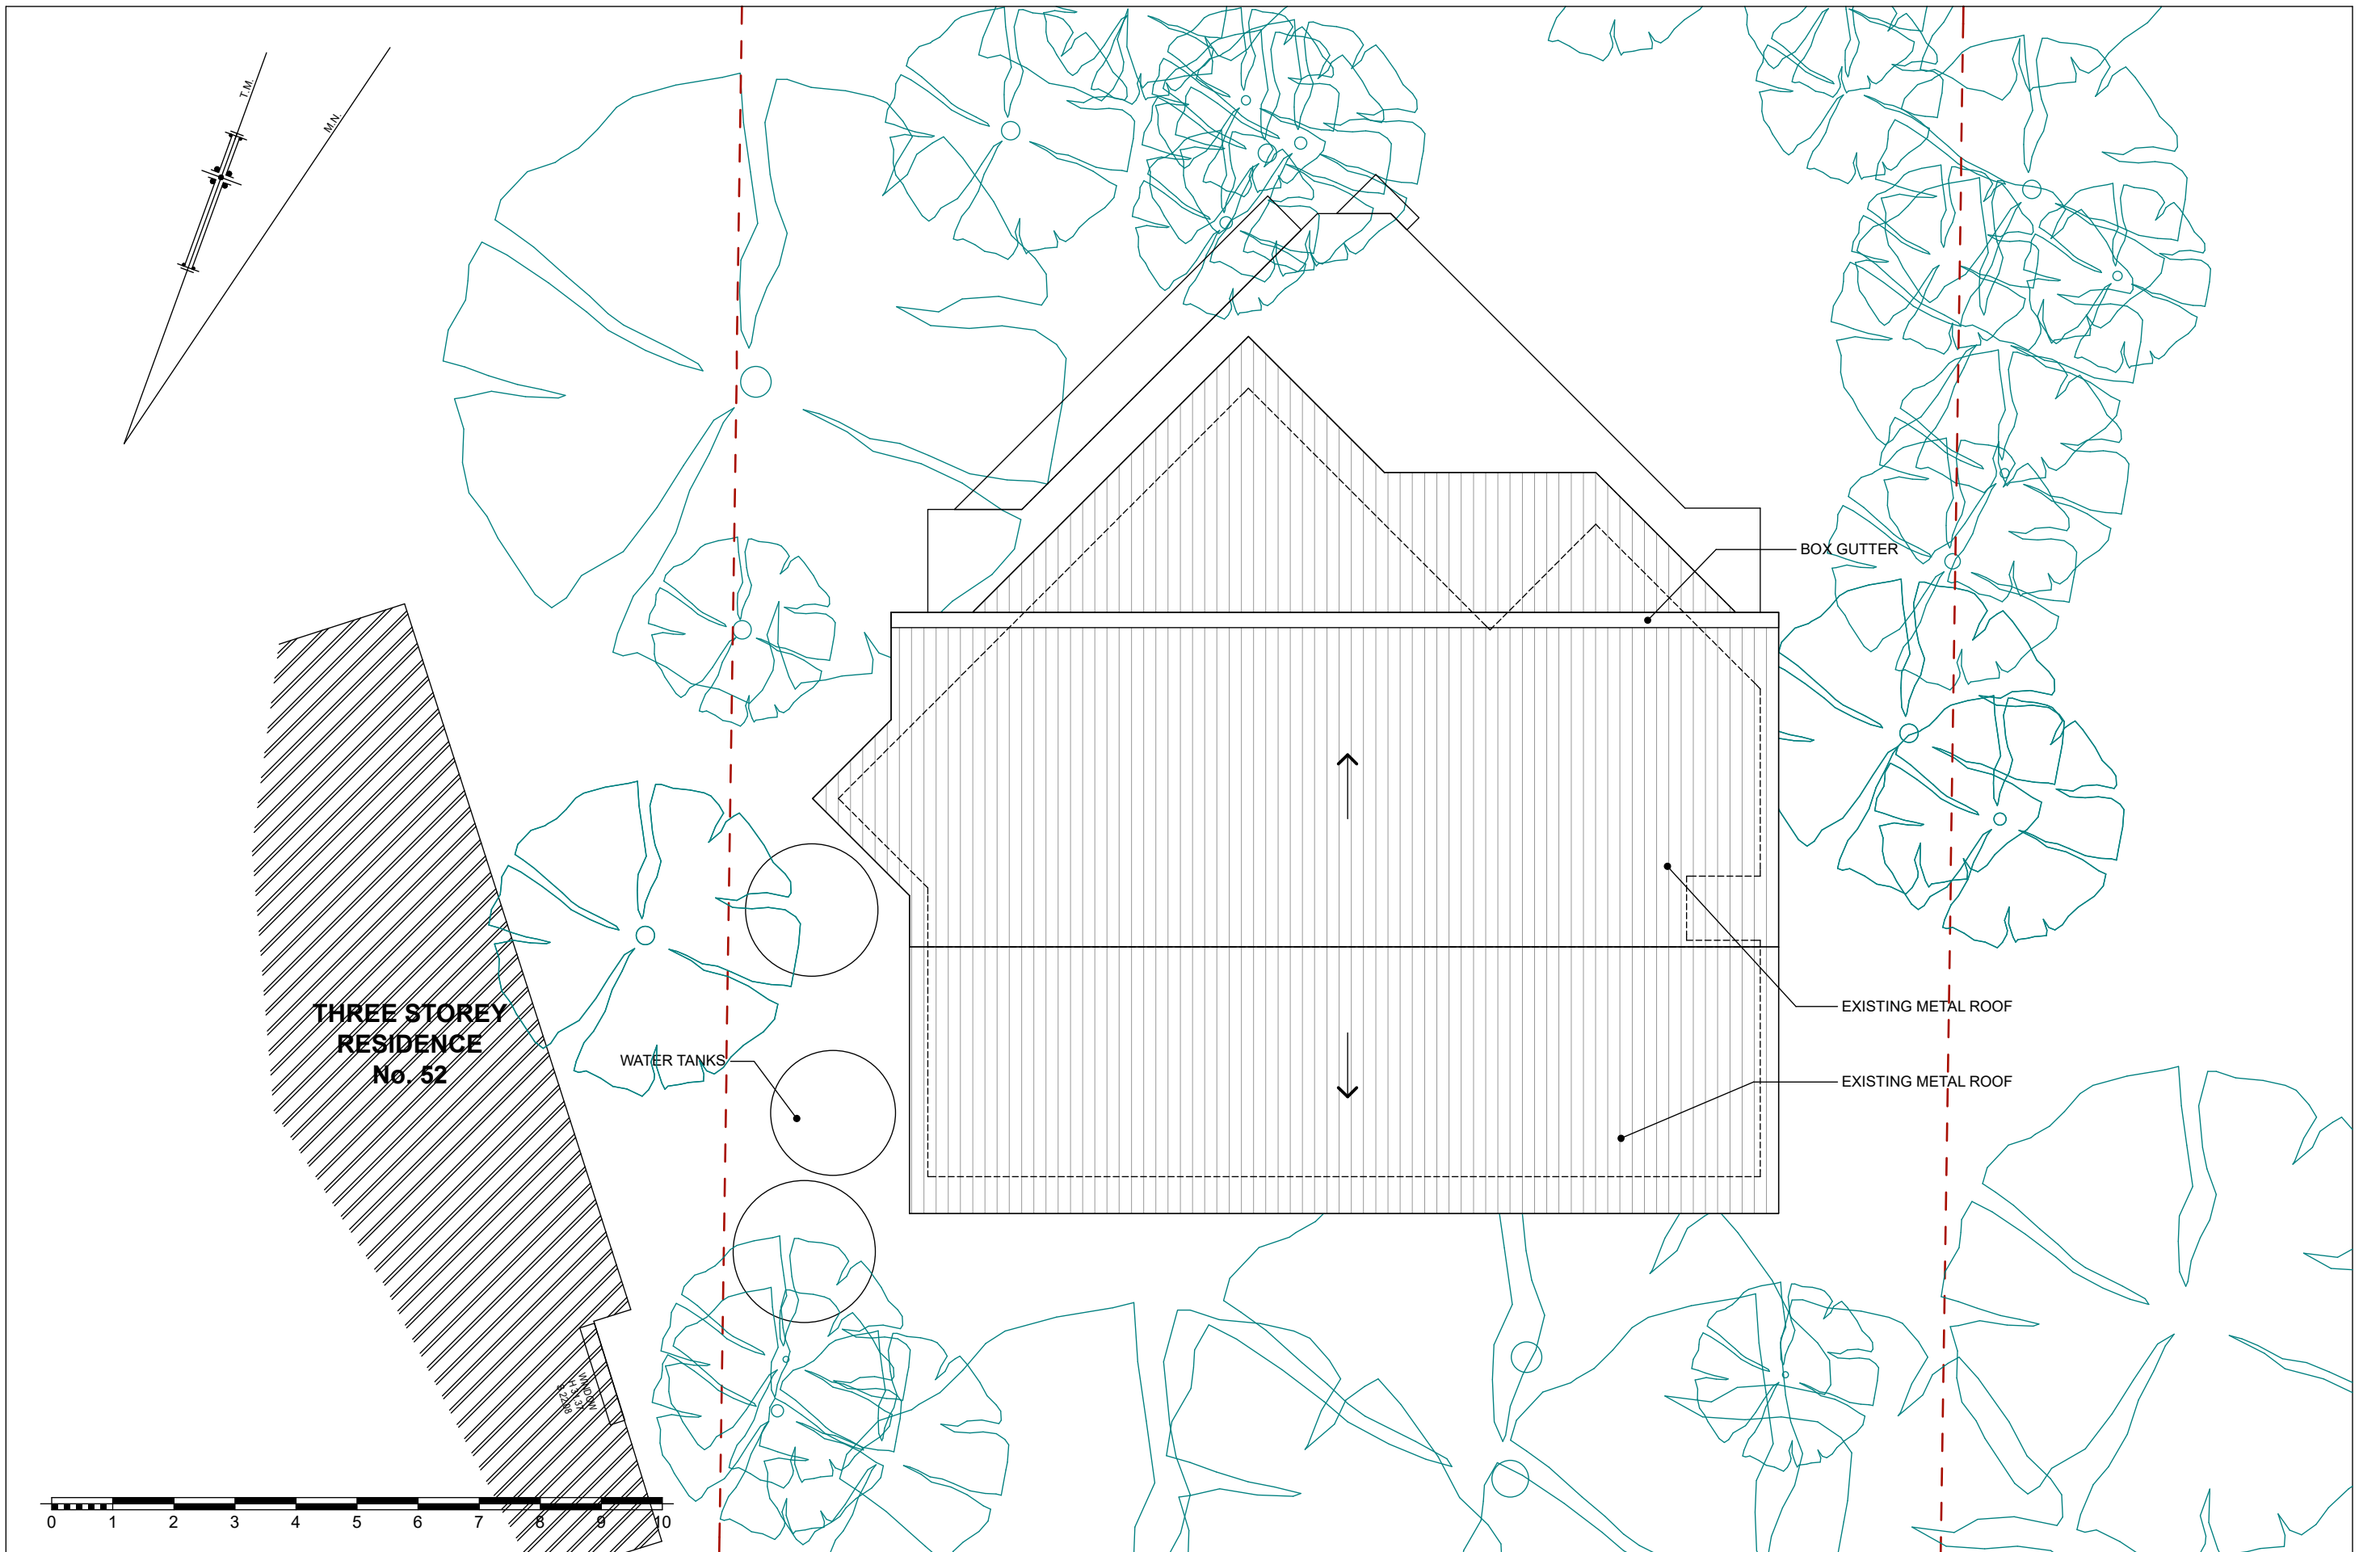 T.M.
M.N.
BOX GUTTER
THREE STOREY
RESIDENCE
No. 52
EXISTING METAL ROOF
WATER TANKS
EXISTING METAL ROOF
WINDOW
0 1 2 3 4 5 6 7 8 9 10